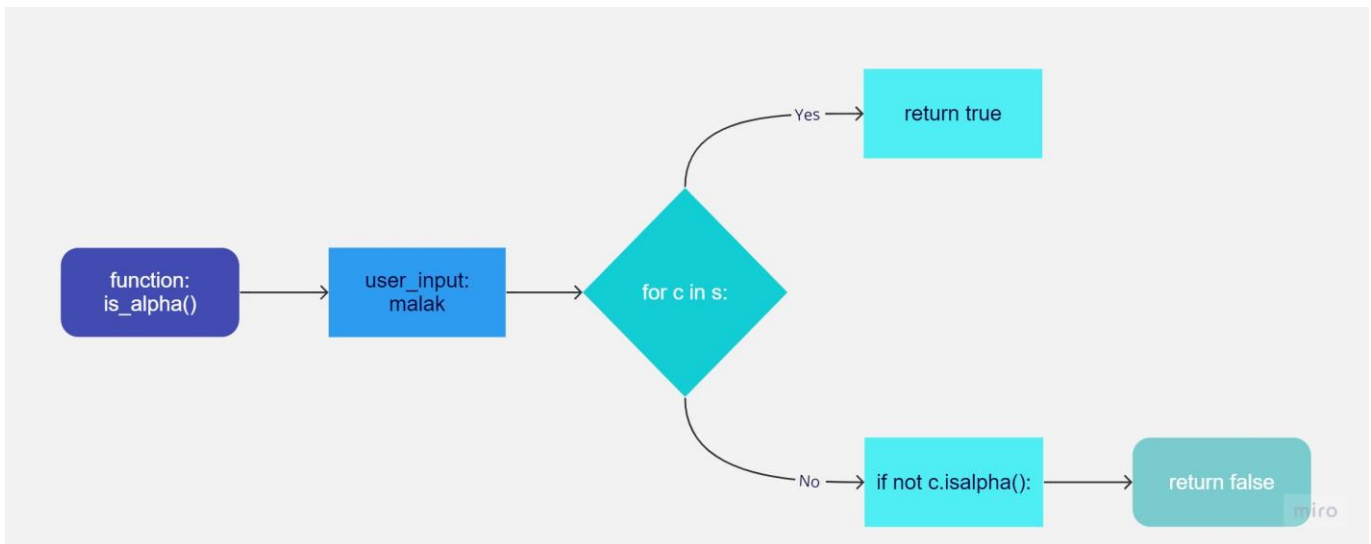 function:
is_alpha()
user_input:
malak
for c in s:
Yes
return true
No
if not c.isalpha():
return false
miro